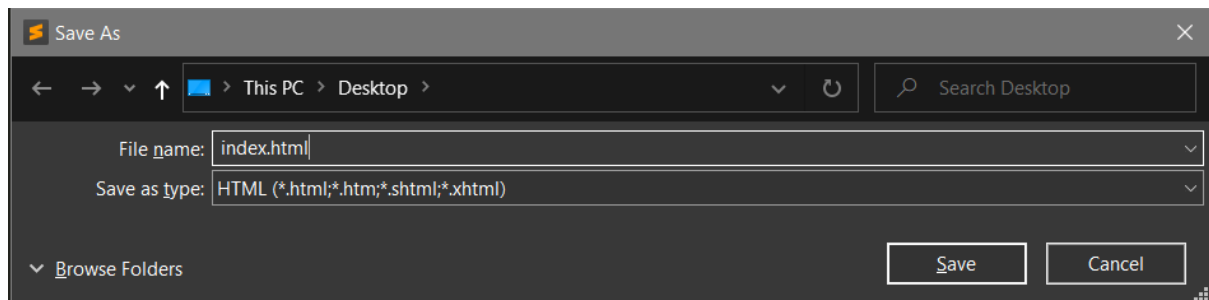 Save As
This PC > Desktop >
Search Desktop
File name: index.html
Save as type: HTML (*.html;*.htm;*.shtml;*.xhtml)
Browse Folders
Save
Cancel